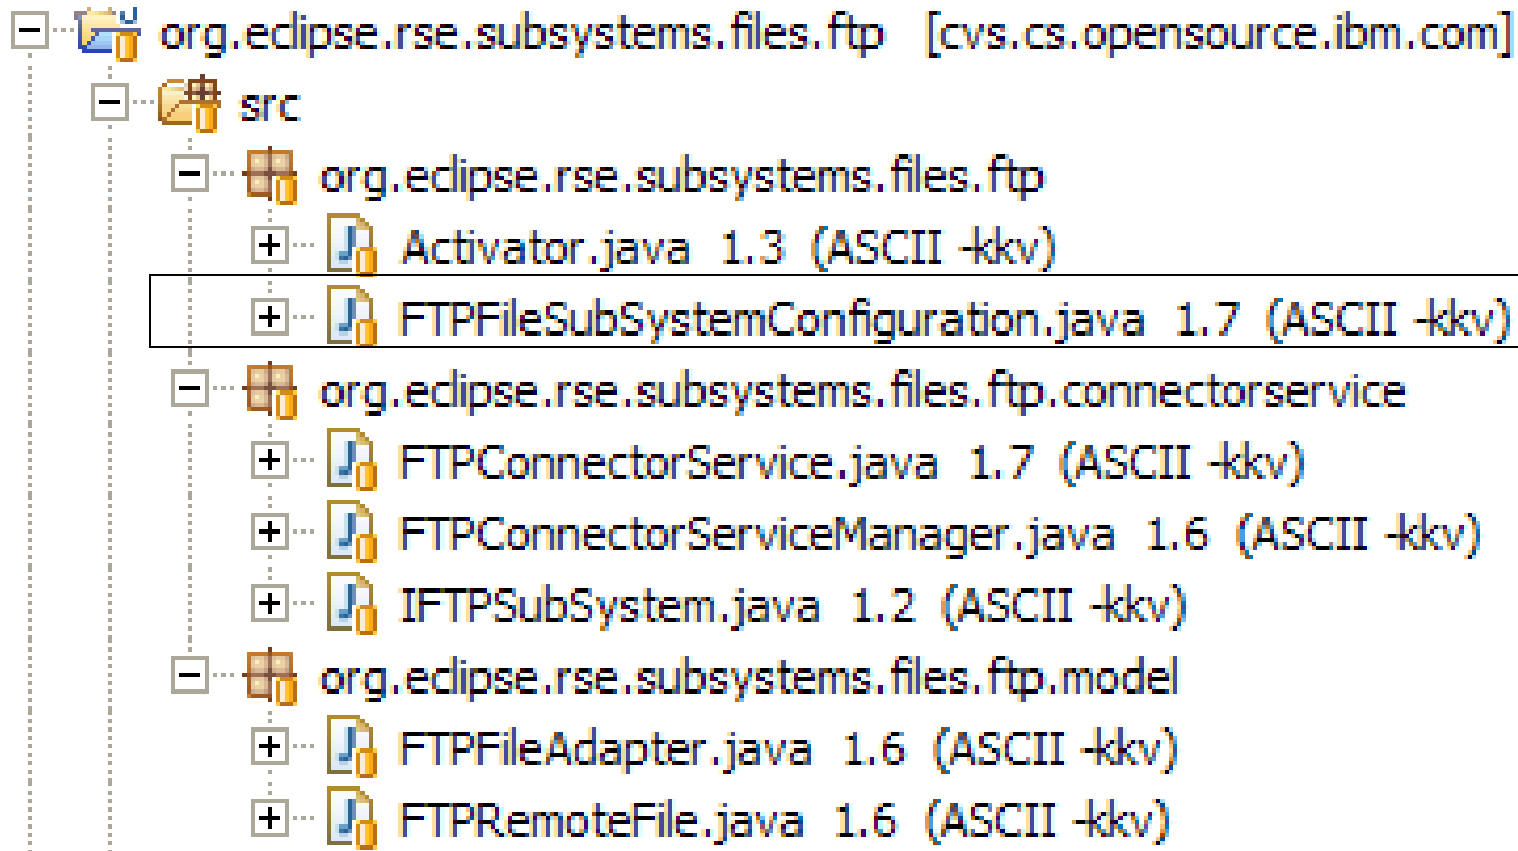 org.eclipse.rse.subsystems.files.ftp [cvs.cs.opensource.ibm.com]
src
org.eclipse.rse.subsystems.files.ftp
Activator.java 1.3 (ASCII -kkv)
FTPFileSubSystemConfiguration.java 1.7 (ASCII -kkv)
org.eclipse.rse.subsystems.files.ftp.connectorservice
FTPConnectorService.java 1.7 (ASCII -kkv)
FTPConnectorServiceManager.java 1.6 (ASCII -kkv)
IFTPSubSystem.java 1.2 (ASCII -kkv)
org.eclipse.rse.subsystems.files.ftp.model
FTPFileAdapter.java 1.6 (ASCII -kkv)
FTPRemoteFile.java 1.6 (ASCII -kkv)